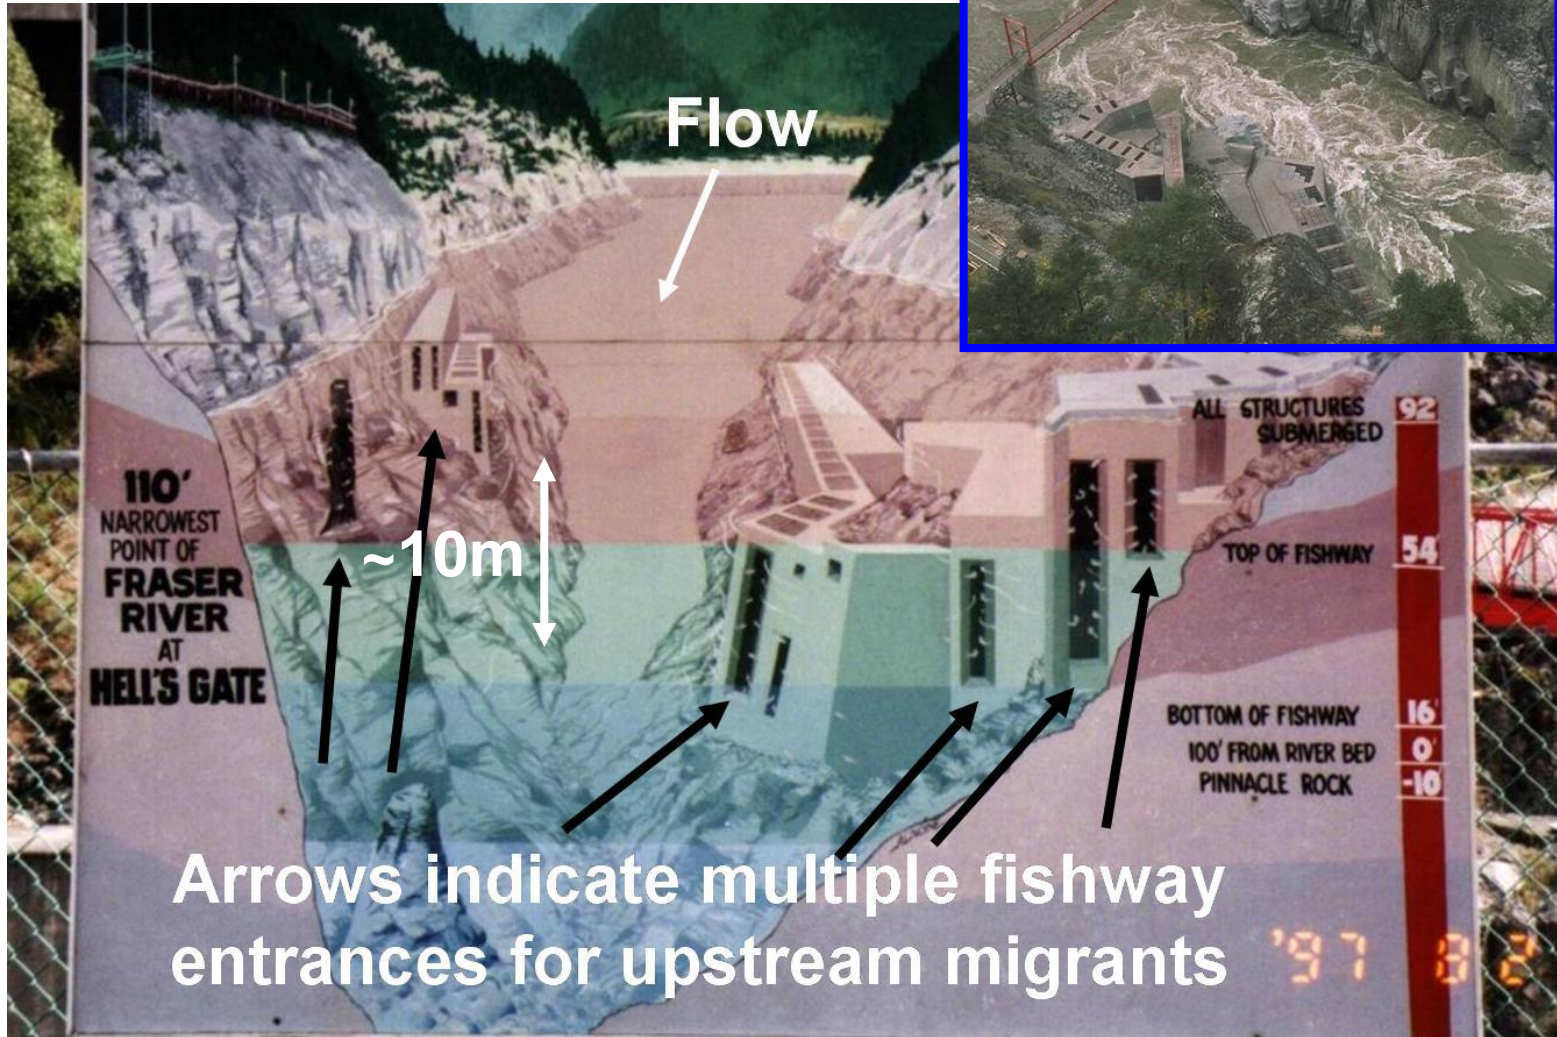 Flow
ALL STRUCTURES
SUBMERGED
92
110'
NARROWEST
POINT OF
FRASER
RIVER
AT
HELL'S GATE
~10m
TOP OF FISHWAY
54'
BOTTOM OF FISHWAY
16'
100' FROM RIVER BED
0'
PINNACLE ROCK
-10'
Arrows indicate multiple fishway
entrances for upstream migrants
'97 8 2